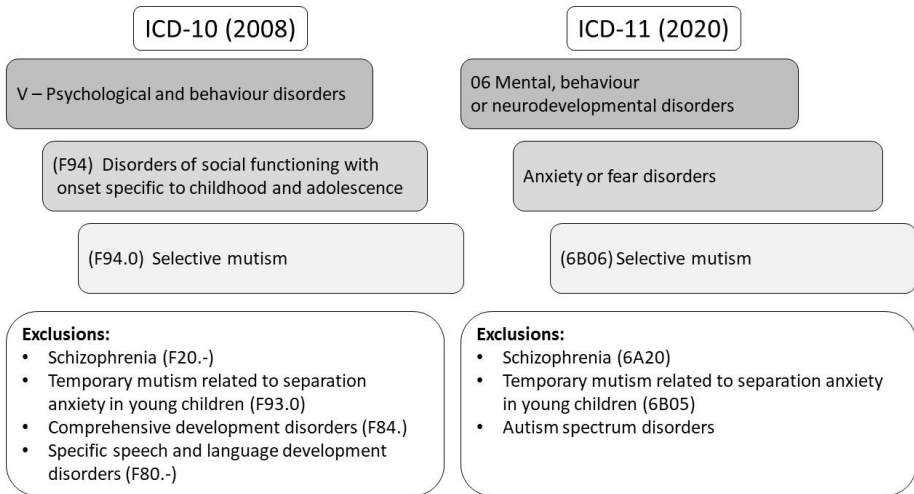 ICD-10 (2008)
V – Psychological and behaviour disorders
(F94) Disorders of social functioning with
onset specific to childhood and adolescence
(F94.0) Selective mutism
Exclusions:
• Schizophrenia (F20.-)
• Temporary mutism related to separation
anxiety in young children (F93.0)
• Comprehensive development disorders (F84.)
• Specific speech and language development
disorders (F80.-)
ICD-11 (2020)
06 Mental, behaviour
or neurodevelopmental disorders
Anxiety or fear disorders
(6B06) Selective mutism
Exclusions:
• Schizophrenia (6A20)
• Temporary mutism related to separation anxiety
in young children (6B05)
• Autism spectrum disorders